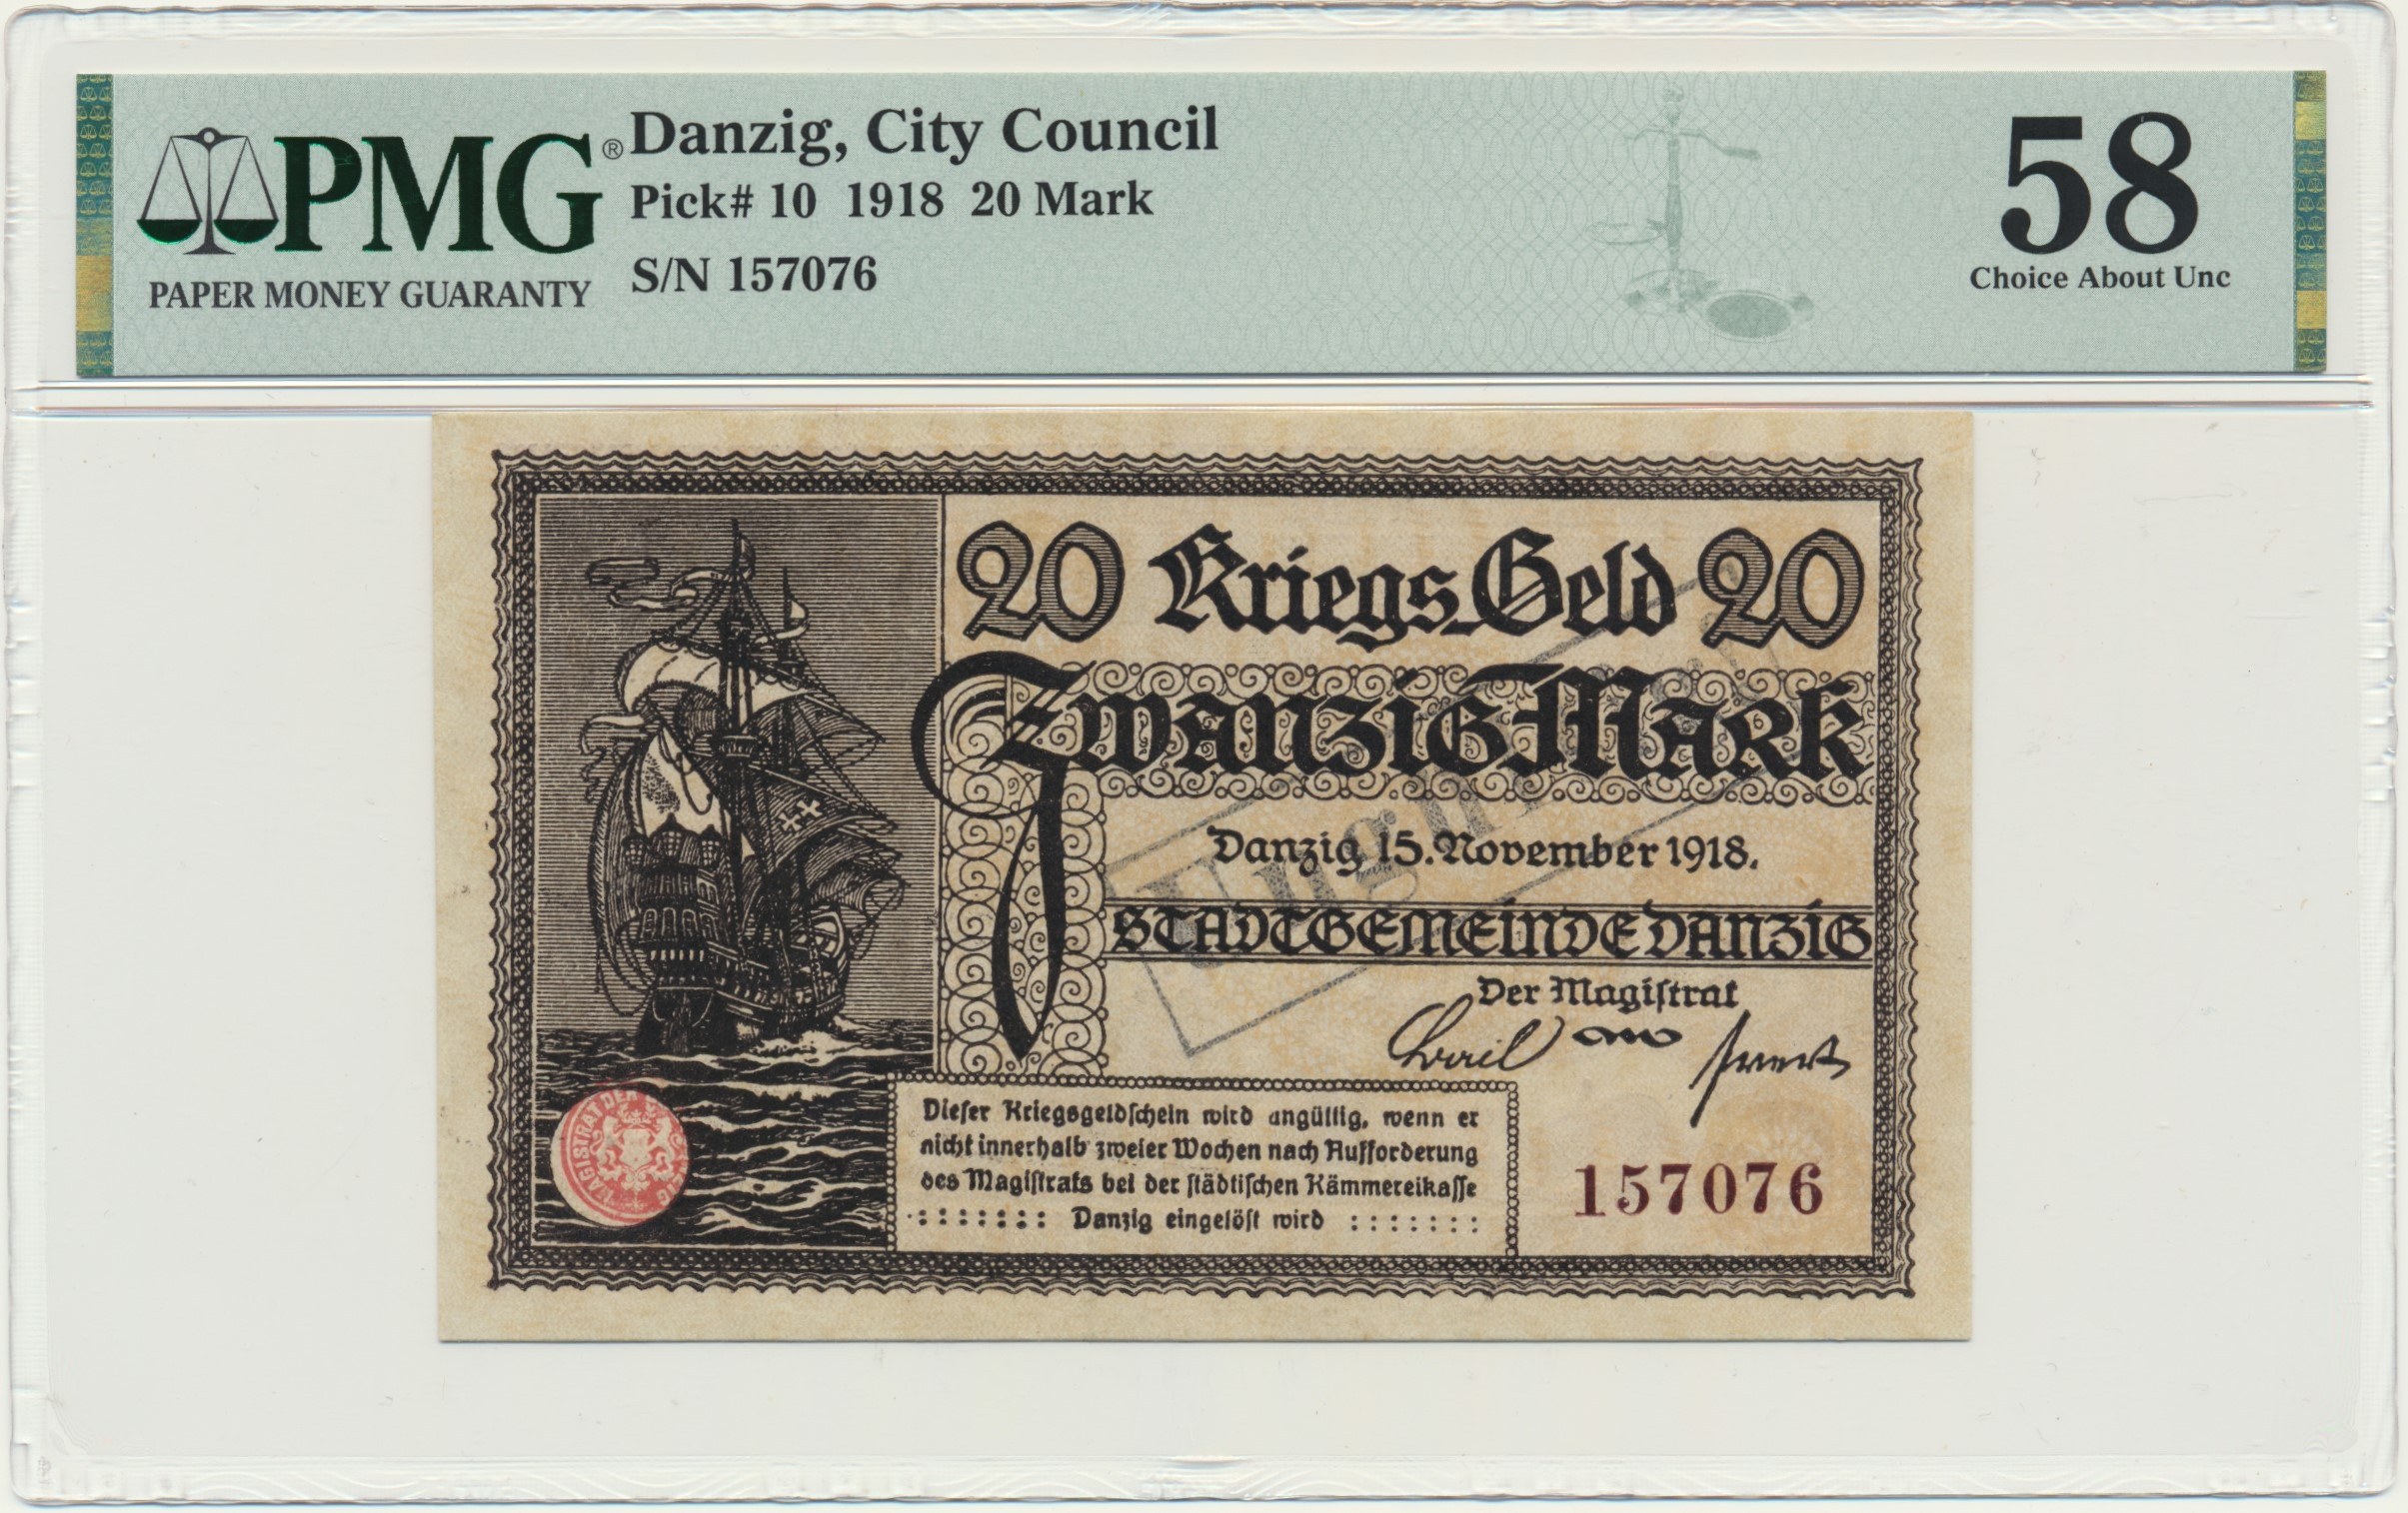 PMG®
PAPER MONEY GUARANTY
Danzig, City Council
Pick# 10 1918 20 Mark
S/N 157076
58
Choice About Unc
20 Kriegs-Geld 20
Zwanzig Mark
Danzig, 15. November 1918.
STADTGEMEINDE DANZIG
Der Magiſtrat
Dieſer Kriegsgeldſchein wird ungültig, wenn er
nicht innerhalb zweier Wochen nach Aufforderung
des Magiſtrats bei der ſtädtiſchen Kämmereikaſſe
: : : : : : : Danzig eingelöſt wird : : : : : : :
157076
MAGISTRAT DER